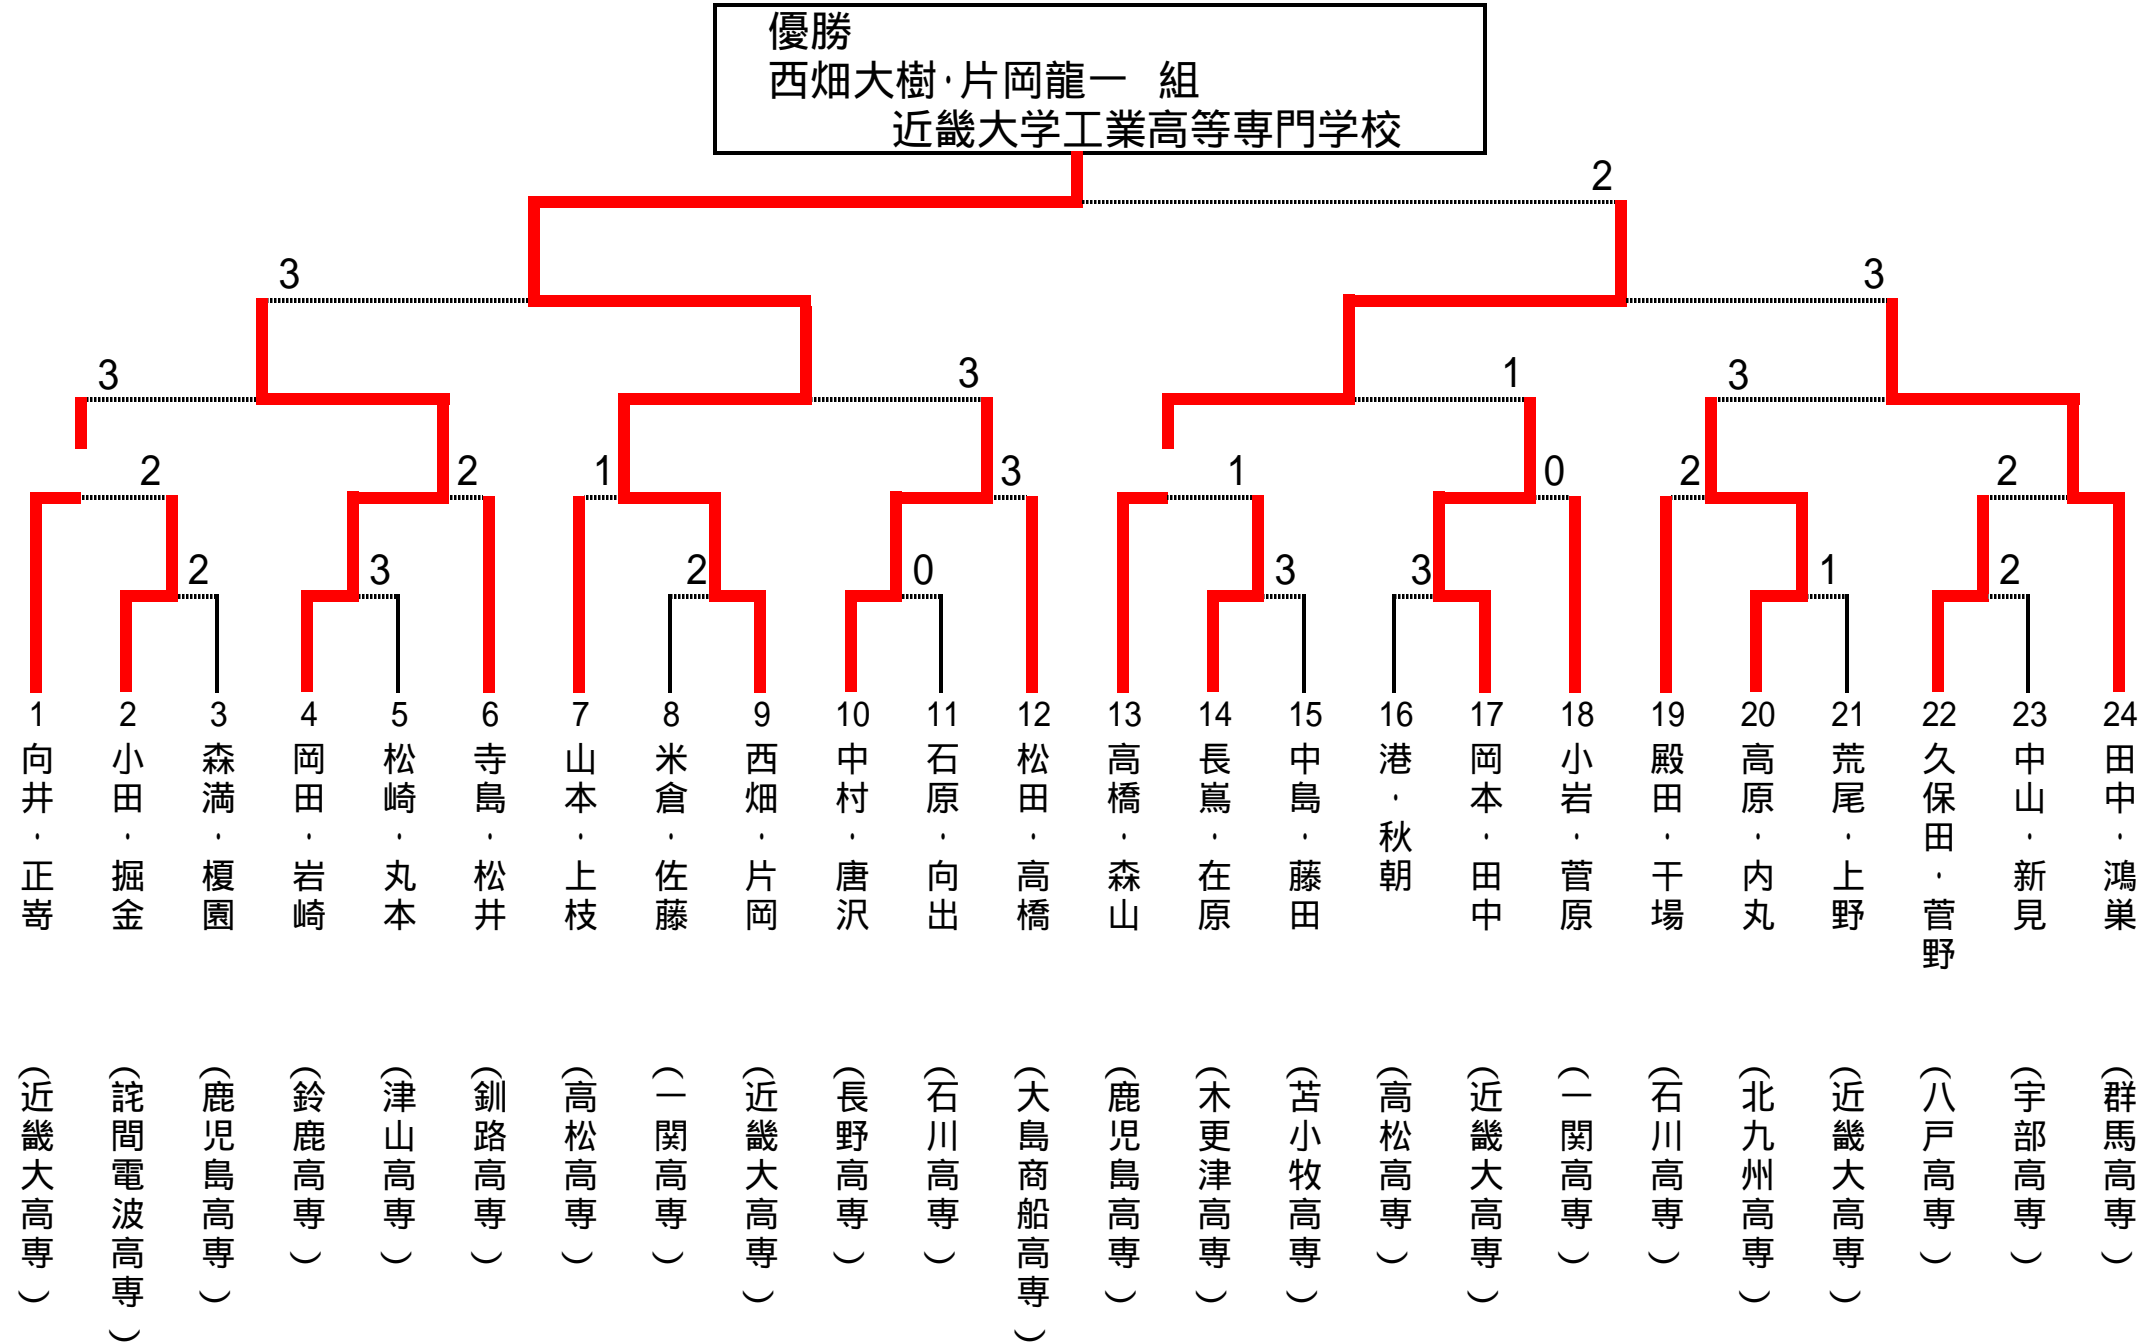 優勝
西畑大樹・片岡龍一 組
近畿大学工業高等専門学校
2
3
3
3
3
1
3
2
2
1
3
1
0
2
2
2
3
2
0
3
3
1
2
1
2
3
4
5
6
7
8
9
10
11
12
13
14
15
16
17
18
19
20
21
22
23
24
向井・正嵜
小田・掘金
森満・榎園
岡田・岩崎
松崎・丸本
寺島・松井
山本・上枝
米倉・佐藤
西畑・片岡
中村・唐沢
石原・向出
松田・高橋
高橋・森山
長嶌・在原
中島・藤田
港・秋朝
岡本・田中
小岩・菅原
殿田・干場
高原・内丸
荒尾・上野
久保田・菅野
中山・新見
田中・鴻巣
(近畿大高専)
(詫間電波高専)
(鹿児島高専)
(鈴鹿高専)
(津山高専)
(釧路高専)
(高松高専)
(一関高専)
(近畿大高専)
(長野高専)
(石川高専)
(大島商船高専)
(鹿児島高専)
(木更津高専)
(苫小牧高専)
(高松高専)
(近畿大高専)
(一関高専)
(石川高専)
(北九州高専)
(近畿大高専)
(八戸高専)
(宇部高専)
(群馬高専)